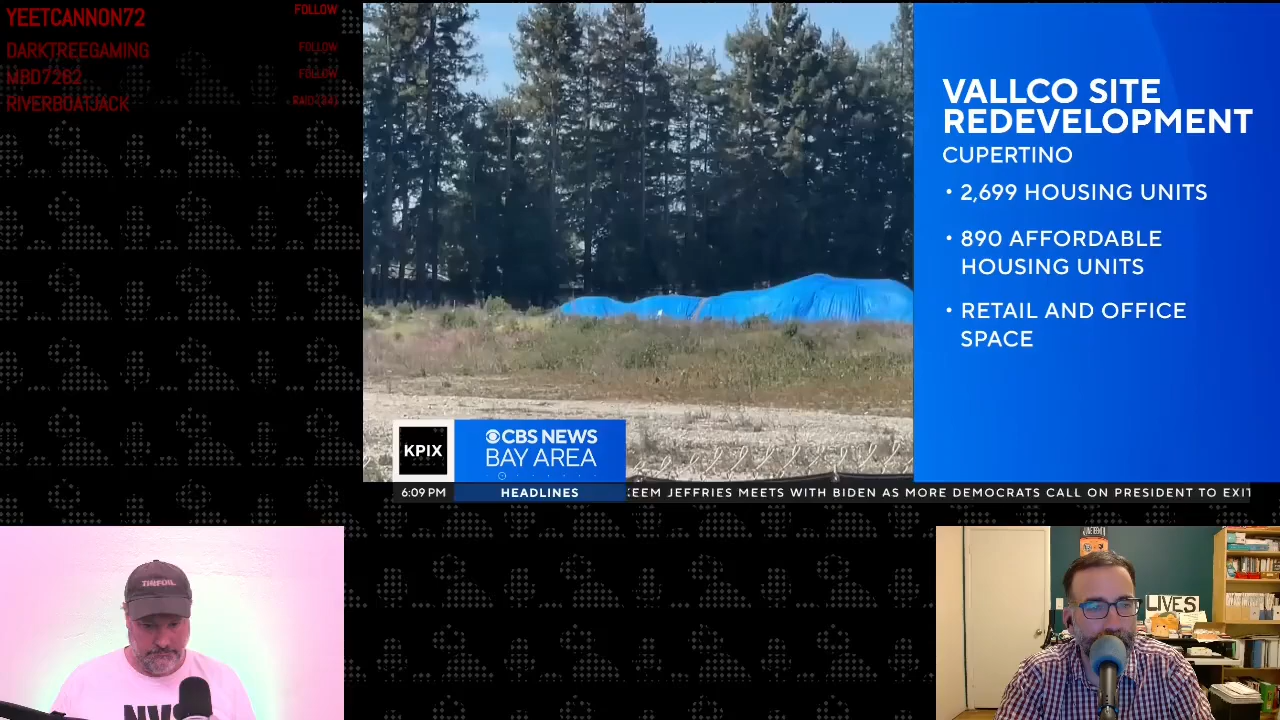 YEETCANNON72 FOLLOW
DARKTREEGAMING FOLLOW
MBD7262 FOLLOW
RIVERBOATJACK
VALLCO SITE
REDEVELOPMENT
CUPERTINO
• 2,699 HOUSING UNITS
• 890 AFFORDABLE
HOUSING UNITS
• RETAIL AND OFFICE
SPACE
KPIX
CBS NEWS
BAY AREA
6:09 PM HEADLINES KEEM JEFFRIES MEETS WITH BIDEN AS MORE DEMOCRATS CALL ON PRESIDENT TO EXIT
TINFOIL
LIVES